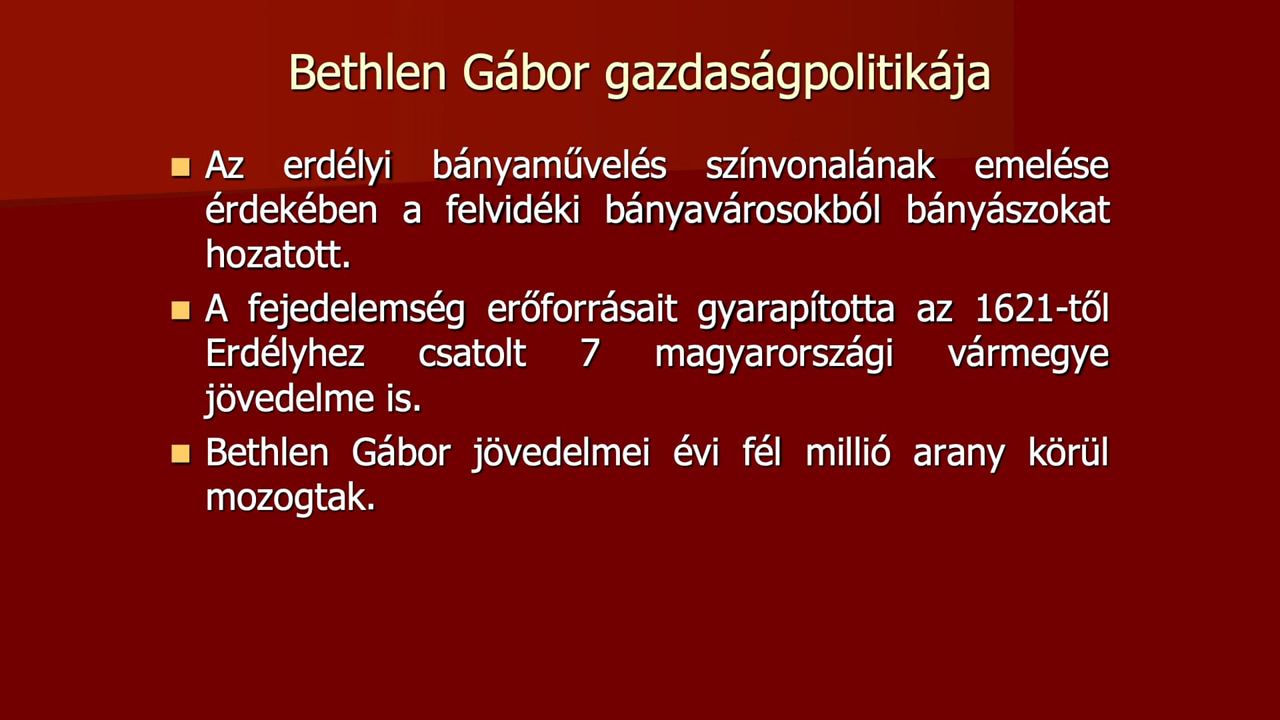 Bethlen Gábor gazdaságpolitikája
Az erdélyi bányaművelés színvonalának emelése
érdekében a felvidéki bányavárosokból bányászokat
hozatott.
A fejedelemség erőforrásait gyarapította az 1621-től
Erdélyhez csatolt 7 magyarországi vármegye
jövedelme is.
Bethlen Gábor jövedelmei évi fél millió arany körül
mozogtak.